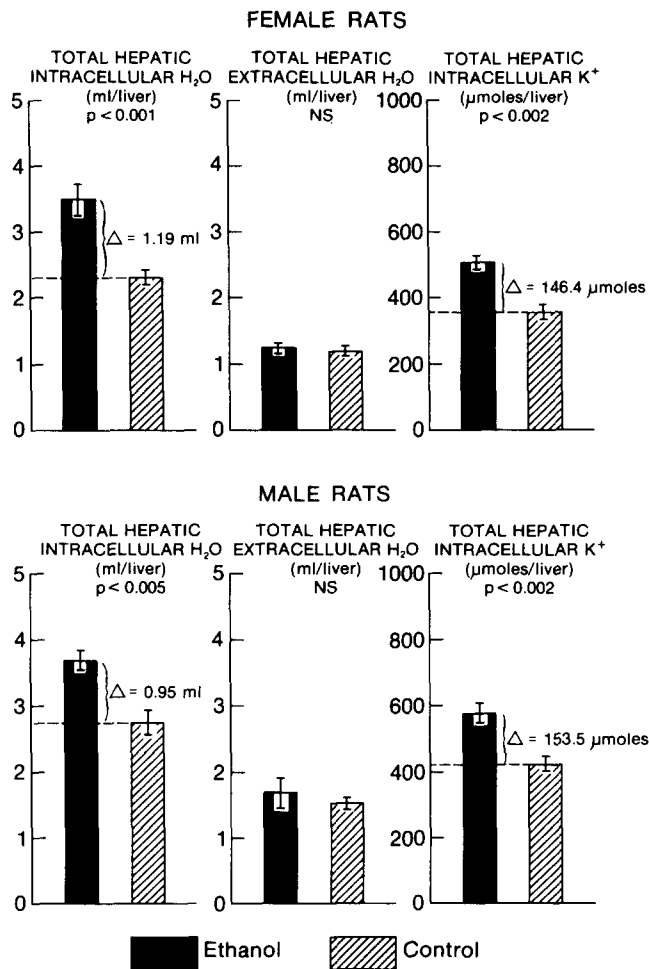 FEMALE RATS
TOTAL HEPATIC
INTRACELLULAR H₂O
(ml/liver)
p < 0.001
5
4
3
2
1
0
△ = 1.19 ml
TOTAL HEPATIC
EXTRACELLULAR H₂O
(ml/liver)
NS
5
4
3
2
1
0
TOTAL HEPATIC
INTRACELLULAR K⁺
(μmoles/liver)
p < 0.002
1000
800
600
400
200
0
△ = 146.4 μmoles
MALE RATS
TOTAL HEPATIC
INTRACELLULAR H₂O
(ml/liver)
p < 0.005
5
4
3
2
1
0
△ = 0.95 ml
TOTAL HEPATIC
EXTRACELLULAR H₂O
(ml/liver)
NS
5
4
3
2
1
0
TOTAL HEPATIC
INTRACELLULAR K⁺
(μmoles/liver)
p < 0.002
1000
800
600
400
200
0
△ = 153.5 μmoles
Ethanol
Control